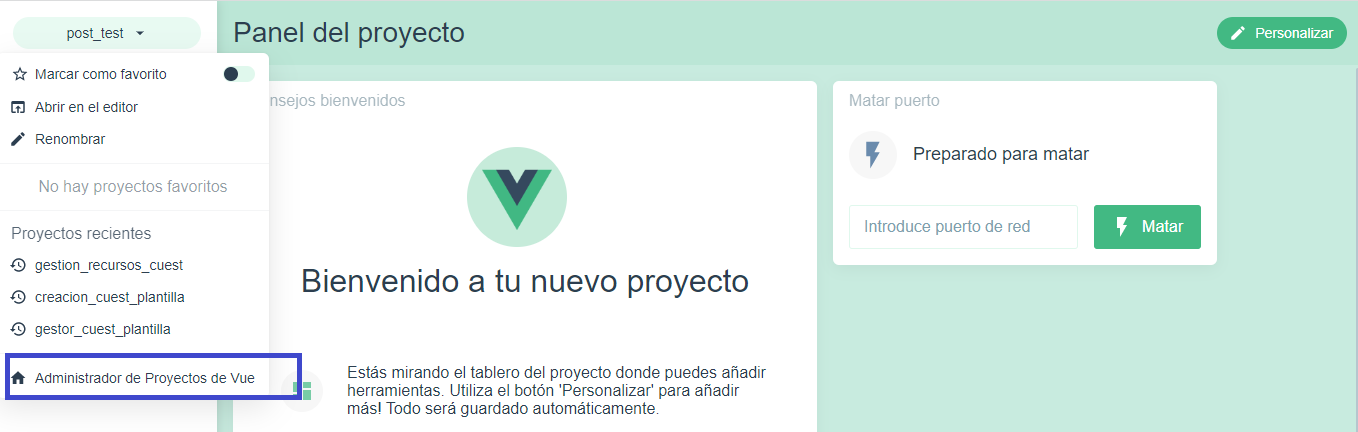 post_test
Panel del proyecto
Personalizar
Marcar como favorito
Abrir en el editor
Renombrar
No hay proyectos favoritos
Proyectos recientes
gestion_recursos_cuest
creacion_cuest_plantilla
gestor_cuest_plantilla
Administrador de Proyectos de Vue
nsejos bienvenidos
Bienvenido a tu nuevo proyecto
Estás mirando el tablero del proyecto donde puedes añadir
herramientas. Utiliza el botón 'Personalizar' para añadir
más! Todo será guardado automáticamente.
Matar puerto
Preparado para matar
Introduce puerto de red
Matar